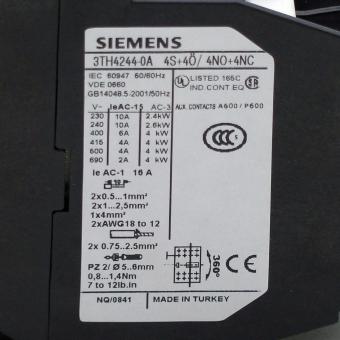 SIEMENS
3TH4244-0A 4S+4Ö/ 4NO+4NC
IEC 60947 60/60Hz
VDE 0660
GB14048.5-2001/50Hz
UL LISTED 165C
IND.CONT EQ
V~ IeAC-15 AC-3
230 10A 2.4kW
240 10A 2.6kW
400 6A 4 kW
415 4A 4 kW
500 4A 4 kW
690 2A 4 kW
AUX. CONTACTS A600 / P600
CCC
Ie AC-1 16 A
2x0.5...1mm²
2x1...2,5mm²
1x4mm²
2xAWG18 to 12
2x 0.75...2.5mm²
PZ 2/ Ø 5...6mm
0,8...1,4Nm
7 to 12lb.in
360°
CE
NQ/0841
MADE IN TURKEY